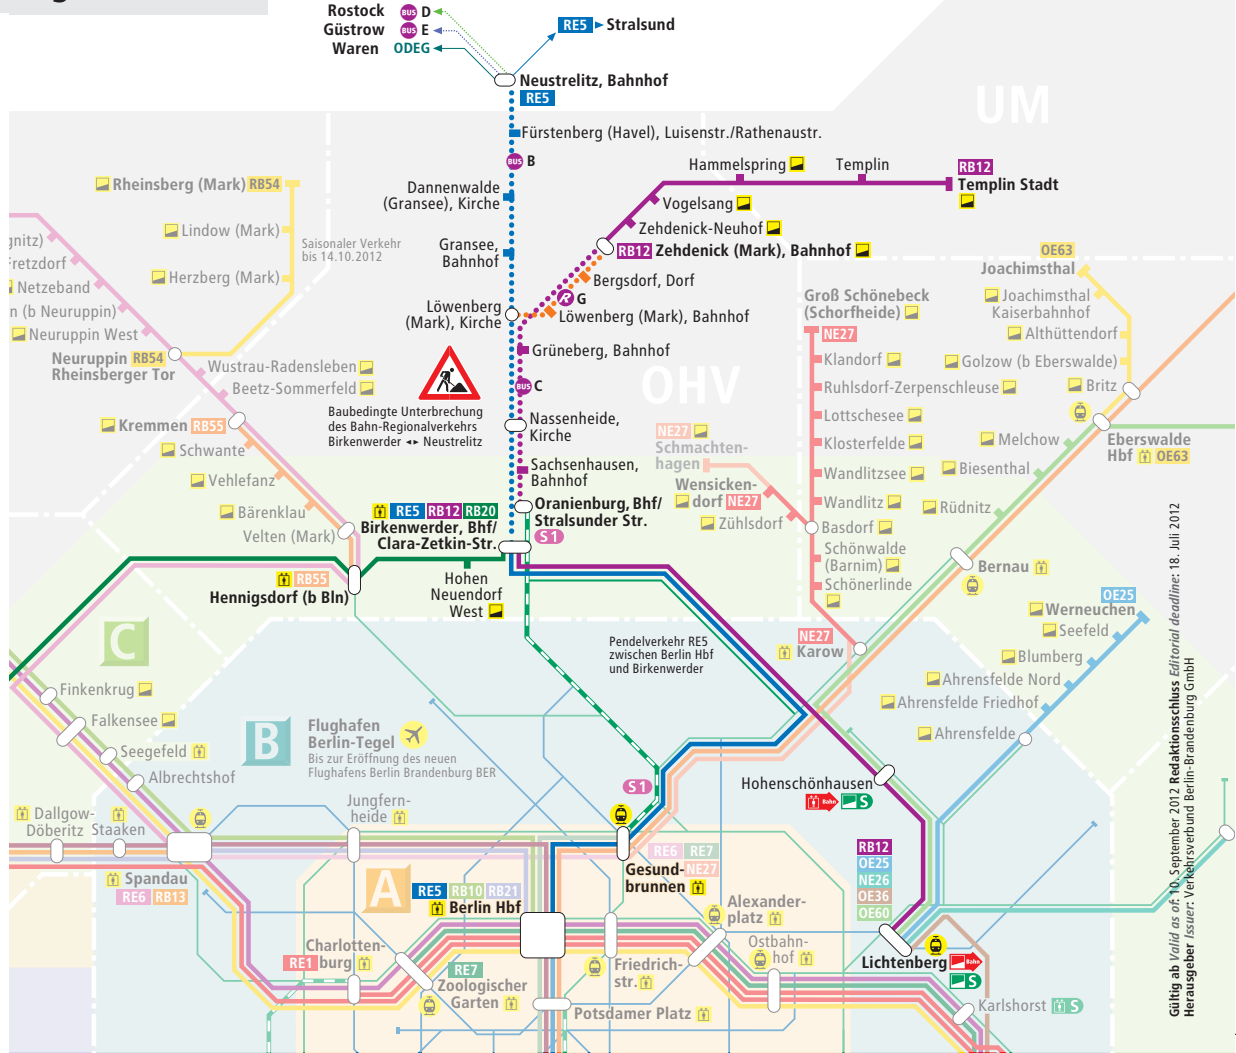 Rostock BUS D
Güstrow BUS E
Waren ODEG
RE5 Stralsund
Neustrelitz, Bahnhof
RE5
UM
Fürstenberg (Havel), Luisenstr./Rathenaustr.
BUS B
Hammelspring
Templin
RB12
Templin Stadt
Rheinsberg (Mark) RB54
Dannenwalde
(Gransee), Kirche
Vogelsang
Zehdenick-Neuhof
Lindow (Mark)
Saisonaler Verkehr
bis 14.10.2012
gnitz)
Fretzdorf
Herzberg (Mark)
Netzeband
n (b Neuruppin)
Neuruppin West
Gransee,
Bahnhof
RB12 Zehdenick (Mark), Bahnhof
Bergsdorf, Dorf
R G
Löwenberg
(Mark), Kirche
Löwenberg (Mark), Bahnhof
OE63
Joachimsthal
Joachimsthal
Kaiserbahnhof
Althüttendorf
Golzow (b Eberswalde)
Britz
Groß Schönebeck
(Schorfheide)
NE27
Klandorf
Ruhlsdorf-Zerpenschleuse
Lottschesee
Klosterfelde
Wandlitzsee
Wandlitz
Basdorf
Schönwalde
(Barnim)
Schönerlinde
Neuruppin RB54
Rheinsberger Tor
Wustrau-Radensleben
Beetz-Sommerfeld
Grüneberg, Bahnhof
BUS C
OHV
Baubedingte Unterbrechung
des Bahn-Regionalverkehrs
Birkenwerder ◄► Neustrelitz
Nassenheide,
Kirche
Sachsenhausen,
Bahnhof
Kremmen RB55
Schwante
Vehlefanz
Bärenklau
Velten (Mark)
NE27
Schmachten-
hagen
Wensicken-
dorf NE27
Zühlsdorf
Melchow
Biesenthal
Rüdnitz
Eberswalde
Hbf OE63
Oranienburg, Bhf/
Stralsunder Str.
S1
RE5 RB12 RB20
Birkenwerder, Bhf/
Clara-Zetkin-Str.
Bernau
RB55
Hennigsdorf (b Bln)
Hohen
Neuendorf
West
OE25
Werneuchen
Seefeld
Blumberg
Ahrensfelde Nord
Ahrensfelde Friedhof
Ahrensfelde
Pendelverkehr RE5
zwischen Berlin Hbf
und Birkenwerder
NE27
Karow
C
Finkenkrug
Falkensee
Seegefeld
Albrechtshof
B
Flughafen
Berlin-Tegel
Bis zur Eröffnung des neuen
Flughafens Berlin Brandenburg BER
Hohenschönhausen
Bahn S
S1
Dallgow-
Döberitz
Staaken
Jungfern-
heide
Spandau
RE6 RB13
RE6 RE7
NE27
Gesund-
brunnen
RB12
OE25
NE26
OE36
OE60
A
RE5 RB10 RB21
Berlin Hbf
Alexander-
platz
Ostbahn-
hof
Charlotten-
RE1 burg
RE7
Zoologischer
Garten
Friedrich-
str.
Potsdamer Platz
Lichtenberg Bahn
S
Karlshorst S
Gültig ab Valid as of: 10. September 2012 Redaktionsschluss Editorial deadline: 18. Juli 2012
Herausgeber Issuer: Verkehrsverbund Berlin-Brandenburg GmbH